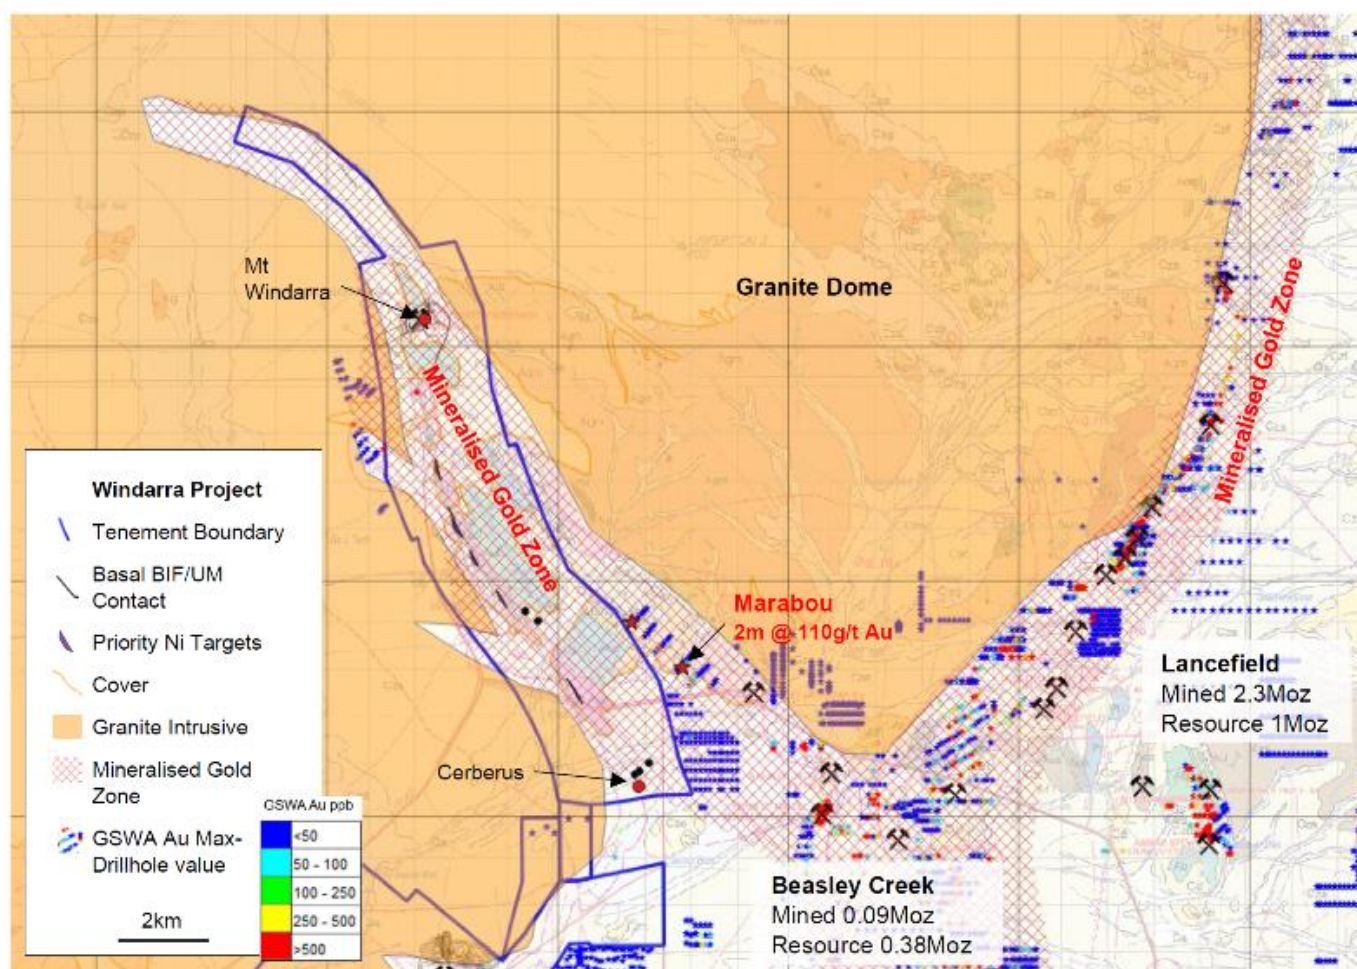 Mt
Windarra
Granite Dome
Mineralised Gold Zone
Mineralised Gold Zone
Marabou
2m @ 110g/t Au
Cerberus
Lancefield
Mined 2.3Moz
Resource 1Moz
Beasley Creek
Mined 0.09Moz
Resource 0.38Moz
Windarra Project
Tenement Boundary
Basal BIF/UM
Contact
Priority Ni Targets
Cover
Granite Intrusive
Mineralised Gold
Zone
GSWA Au Max-
Drillhole value
2km
GSWA Au ppb
<50
50 - 100
100 - 250
250 - 500
>500